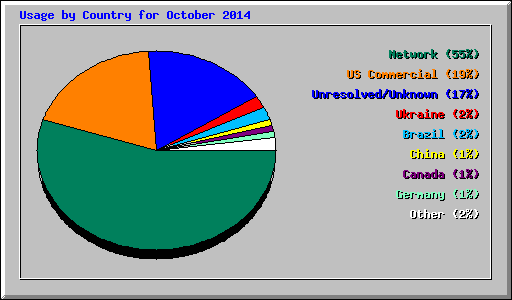 Usage by Country for October 2014
Network (55%)
US Commercial (19%)
Unresolved/Unknown (17%)
Ukraine (2%)
Brazil (2%)
China (1%)
Canada (1%)
Germany (1%)
Other (2%)